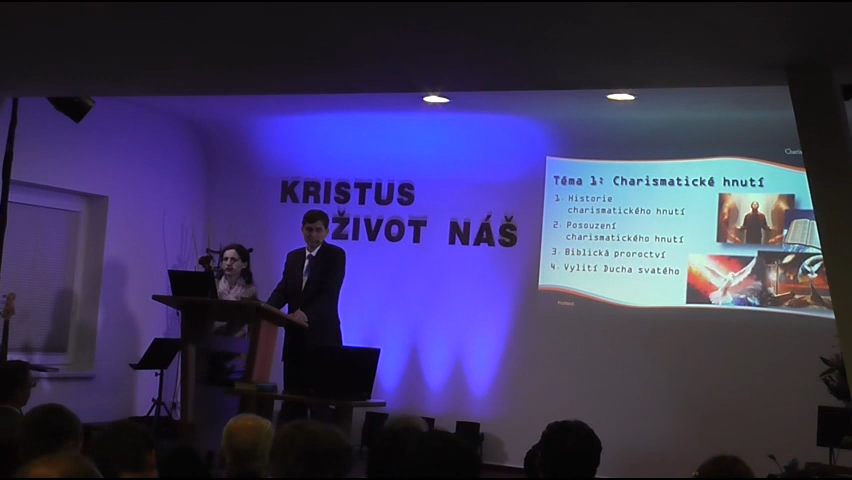 KRISTUS
ŽIVOT NÁŠ
Téma 1: Charismatické hnutí
1. Historie
charismatického hnutí
2. Posouzení
charismatického hnutí
3. Biblická proroctví
4. Vylití Ducha svatého